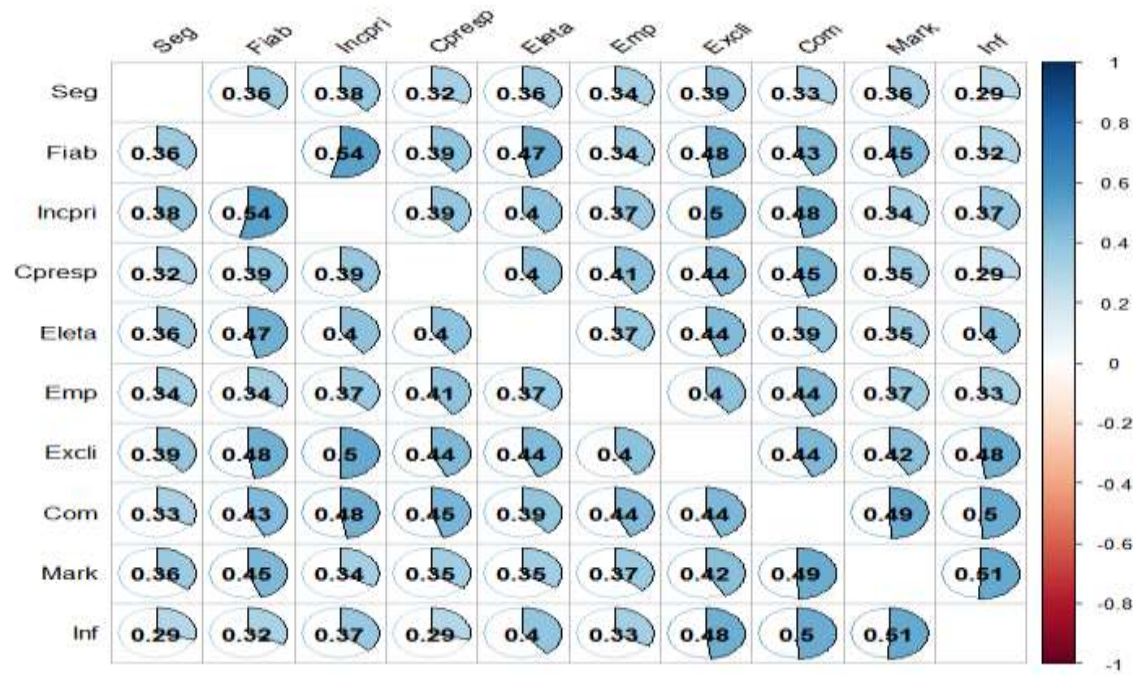 Seg Fiab Incpri Cpresp Eleta Emp Excli Com Mark Inf
1
Seg 0.36 0.38 0.32 0.36 0.34 0.39 0.33 0.36 0.29
0.8
Fiab 0.36 0.54 0.39 0.47 0.34 0.48 0.43 0.45 0.32
0.6
Incpri 0.38 0.54 0.39 0.4 0.37 0.5 0.48 0.34 0.37
0.4
Cpresp 0.32 0.39 0.39 0.4 0.41 0.44 0.45 0.35 0.29
0.2
Eleta 0.36 0.47 0.4 0.4 0.37 0.44 0.39 0.35 0.4
0
Emp 0.34 0.34 0.37 0.41 0.37 0.4 0.44 0.37 0.33
-0.2
Excli 0.39 0.48 0.5 0.44 0.44 0.4 0.44 0.42 0.48
-0.4
Com 0.33 0.43 0.48 0.45 0.39 0.44 0.44 0.49 0.5
-0.6
Mark 0.36 0.45 0.34 0.35 0.35 0.37 0.42 0.49 0.51
-0.8
Inf 0.29 0.32 0.37 0.29 0.4 0.33 0.48 0.5 0.51
-1